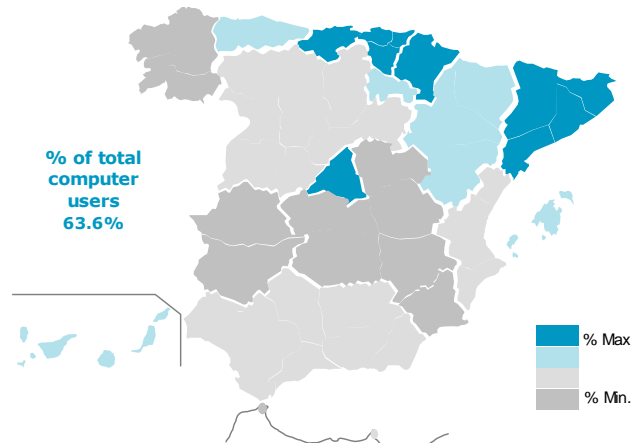 % of total
computer
users
63.6%
% Max
% Min.